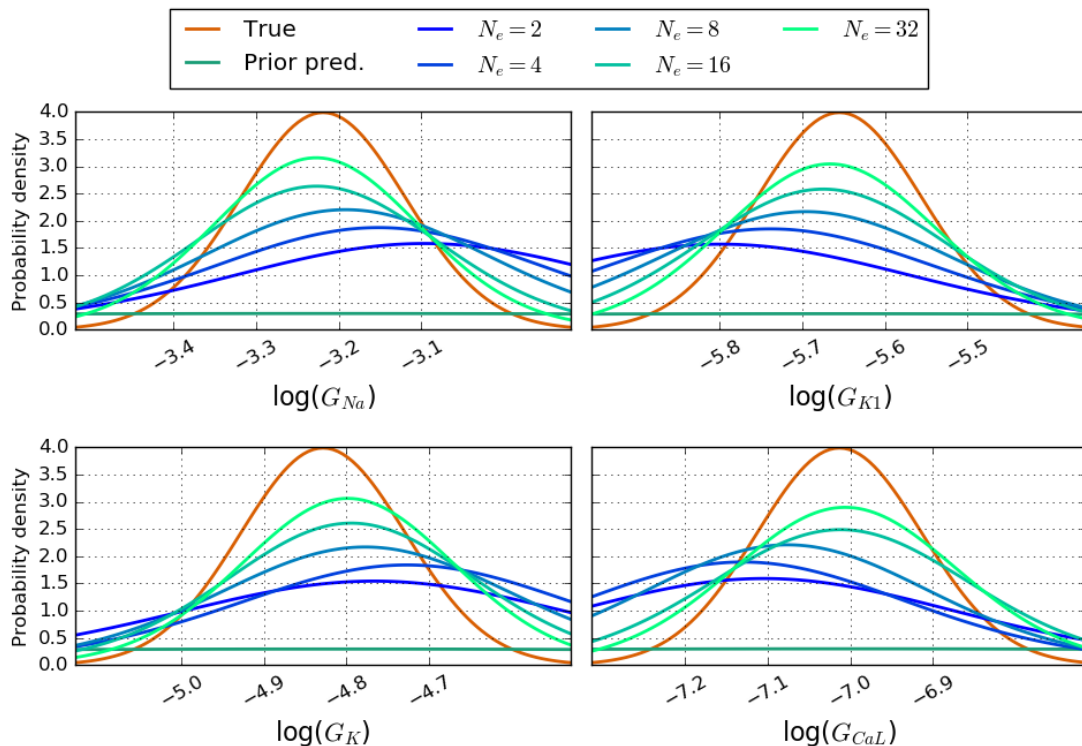 True
Prior pred.
N_e = 2
N_e = 4
N_e = 8
N_e = 16
N_e = 32
Probability density
4.0
3.5
3.0
2.5
2.0
1.5
1.0
0.5
0.0
−3.4
−3.3
−3.2
−3.1
log(G_Na)
−5.8
−5.7
−5.6
−5.5
log(G_K1)
Probability density
4.0
3.5
3.0
2.5
2.0
1.5
1.0
0.5
0.0
−5.0
−4.9
−4.8
−4.7
log(G_K)
−7.2
−7.1
−7.0
−6.9
log(G_CaL)